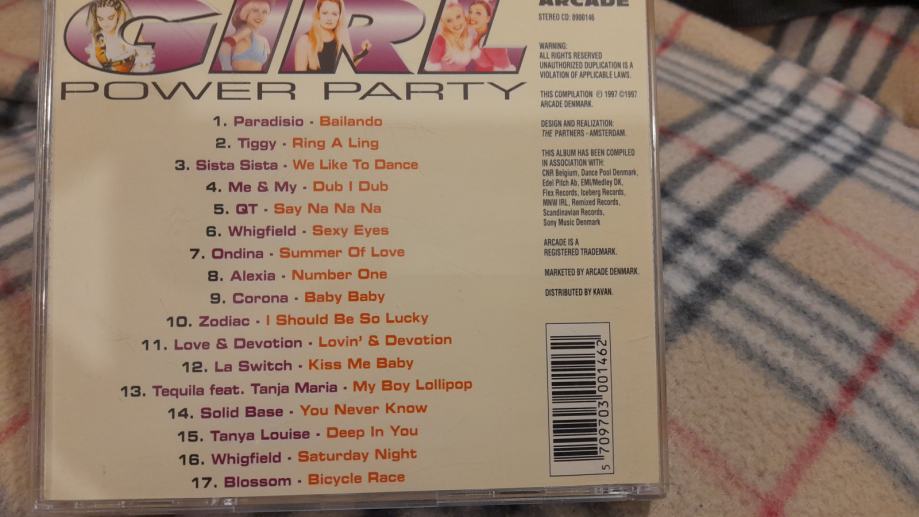 GIRL
POWER PARTY
1. Paradisio - Bailando
2. Tiggy - Ring A Ling
3. Sista Sista - We Like To Dance
4. Me & My - Dub I Dub
5. QT - Say Na Na Na
6. Whigfield - Sexy Eyes
7. Ondina - Summer Of Love
8. Alexia - Number One
9. Corona - Baby Baby
10. Zodiac - I Should Be So Lucky
11. Love & Devotion - Lovin' & Devotion
12. La Switch - Kiss Me Baby
13. Tequila feat. Tanja Maria - My Boy Lollipop
14. Solid Base - You Never Know
15. Tanya Louise - Deep In You
16. Whigfield - Saturday Night
17. Blossom - Bicycle Race
ARCADE
STEREO CD: 8900146
WARNING:
ALL RIGHTS RESERVED
UNAUTHORIZED DUPLICATION IS A
VIOLATION OF APPLICABLE LAWS.
THIS COMPILATION ℗ 1997 ©1997
ARCADE DENMARK.
DESIGN AND REALIZATION:
THE PARTNERS - AMSTERDAM.
THIS ALBUM HAS BEEN COMPILED
IN ASSOCIATION WITH:
CNR Belgium, Dance Pool Denmark,
Edel Pitch Ab, EMI/Medley DK,
Flex Records, Iceberg Records,
MNW IRL, Remixed Records,
Scandinavian Records,
Sony Music Denmark
ARCADE IS A
REGISTERED TRADEMARK.
MARKETED BY ARCADE DENMARK.
DISTRIBUTED BY KAVAN.
5 709703 001462